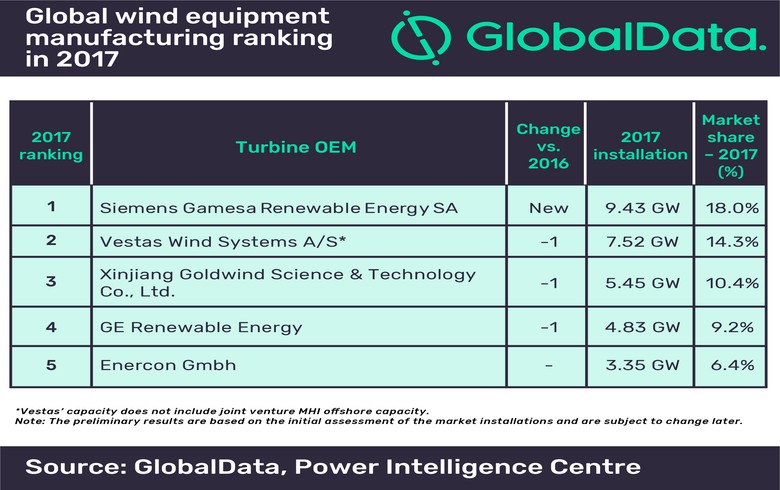 Global wind equipment
manufacturing ranking
in 2017
GlobalData.
2017
ranking
Turbine OEM
Change
vs.
2016
2017
installation
Market
share
– 2017
(%)
1 Siemens Gamesa Renewable Energy SA New 9.43 GW 18.0%
2 Vestas Wind Systems A/S* -1 7.52 GW 14.3%
3 Xinjiang Goldwind Science & Technology
Co., Ltd. -1 5.45 GW 10.4%
4 GE Renewable Energy -1 4.83 GW 9.2%
5 Enercon Gmbh - 3.35 GW 6.4%
*Vestas' capacity does not include joint venture MHI offshore capacity.
Note: The preliminary results are based on the initial assessment of the market installations and are subject to change later.
Source: GlobalData, Power Intelligence Centre